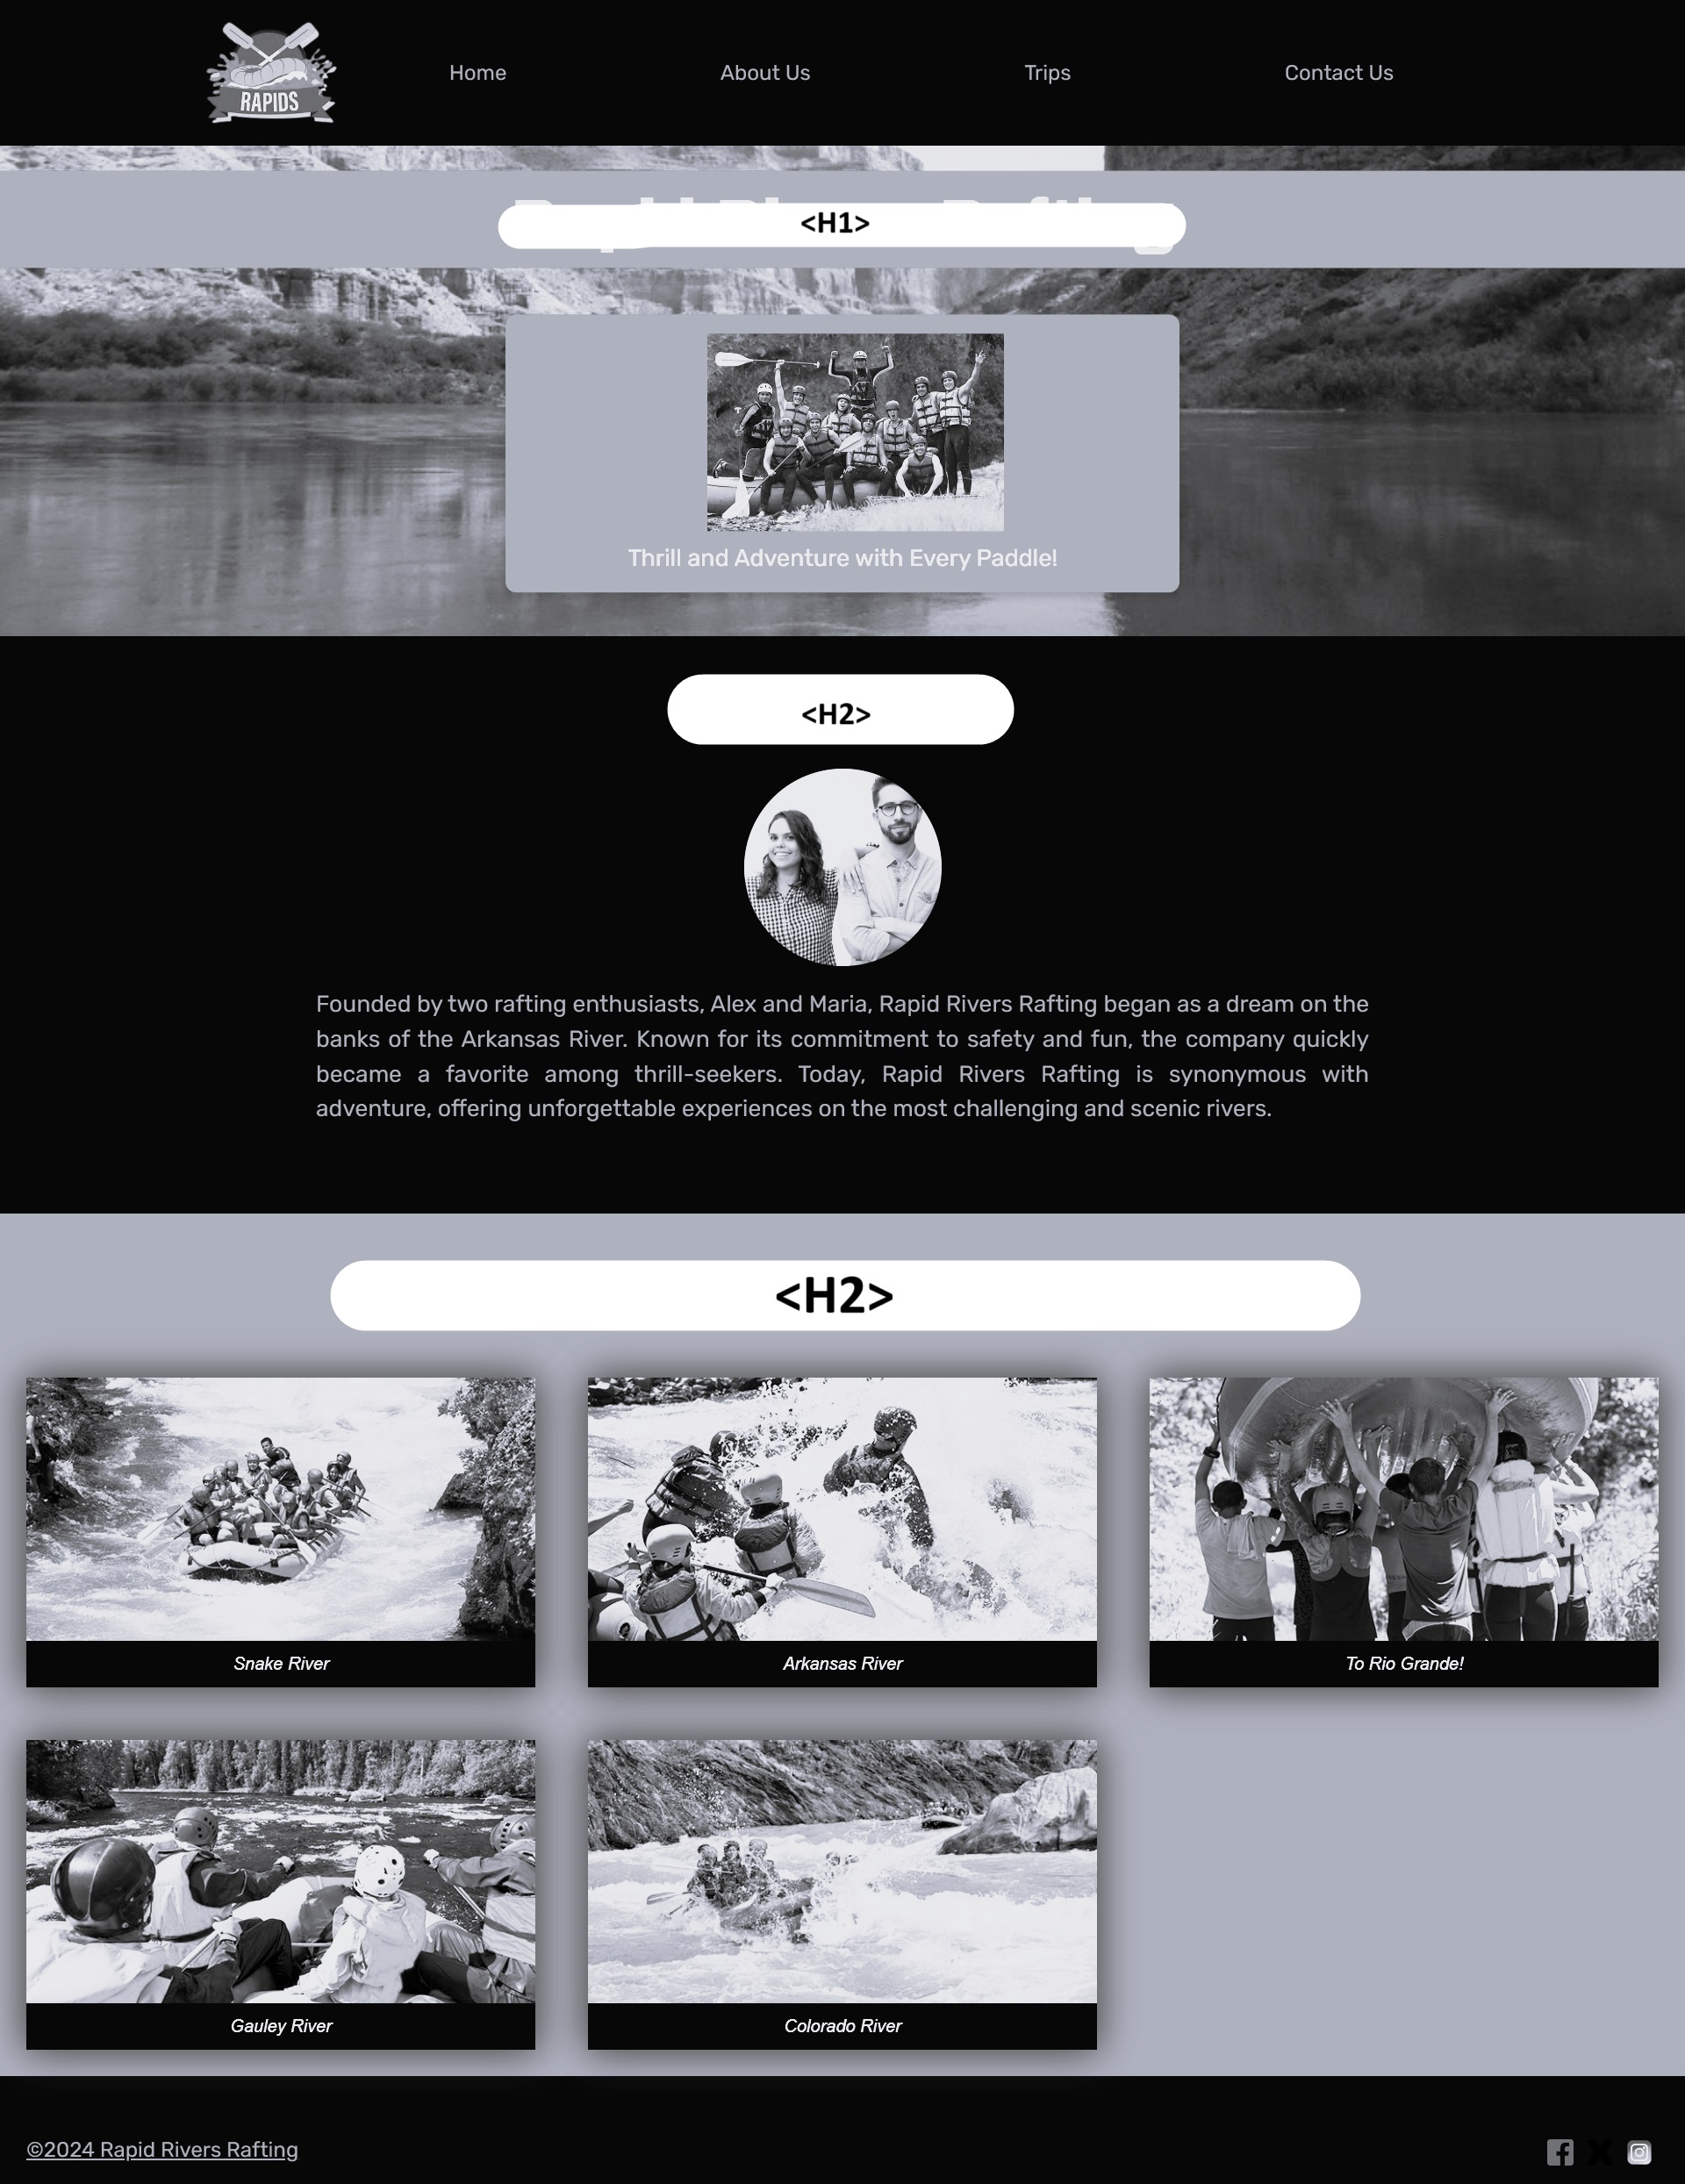 RAPIDS
Home About Us Trips Contact Us
<H1>
Thrill and Adventure with Every Paddle!
<H2>
Founded by two rafting enthusiasts, Alex and Maria, Rapid Rivers Rafting began as a dream on the
banks of the Arkansas River. Known for its commitment to safety and fun, the company quickly
became a favorite among thrill-seekers. Today, Rapid Rivers Rafting is synonymous with
adventure, offering unforgettable experiences on the most challenging and scenic rivers.
<H2>
Snake River
Arkansas River
To Rio Grande!
Gauley River
Colorado River
©2024 Rapid Rivers Rafting